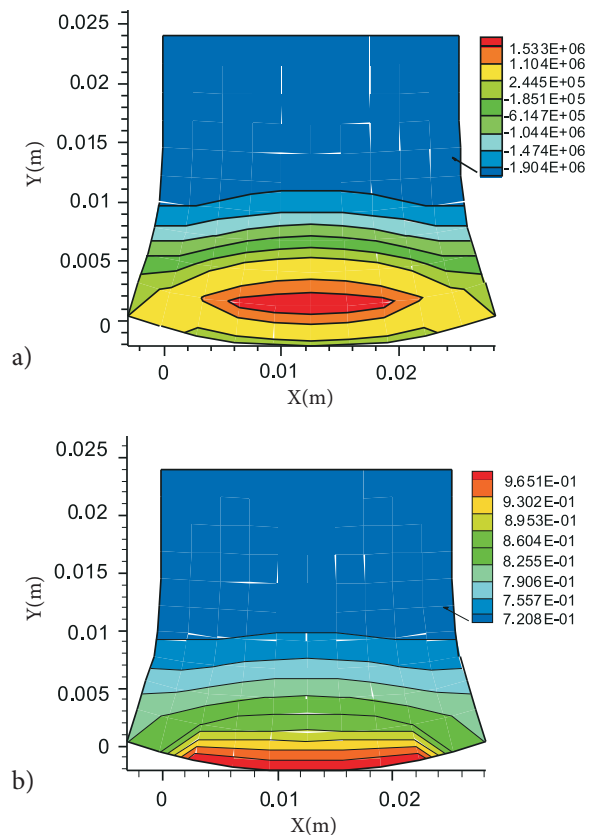 0.025
0.02
0.015
0.01
0.005
0
Y(m)
1.533E+06
1.104E+06
2.445E+05
-1.851E+05
-6.147E+05
-1.044E+06
-1.474E+06
-1.904E+06
a)
0 0.01 0.02
X(m)
0.025
0.02
0.015
0.01
0.005
0
Y(m)
9.651E-01
9.302E-01
8.953E-01
8.604E-01
8.255E-01
7.906E-01
7.557E-01
7.208E-01
b)
0 0.01 0.02
X(m)